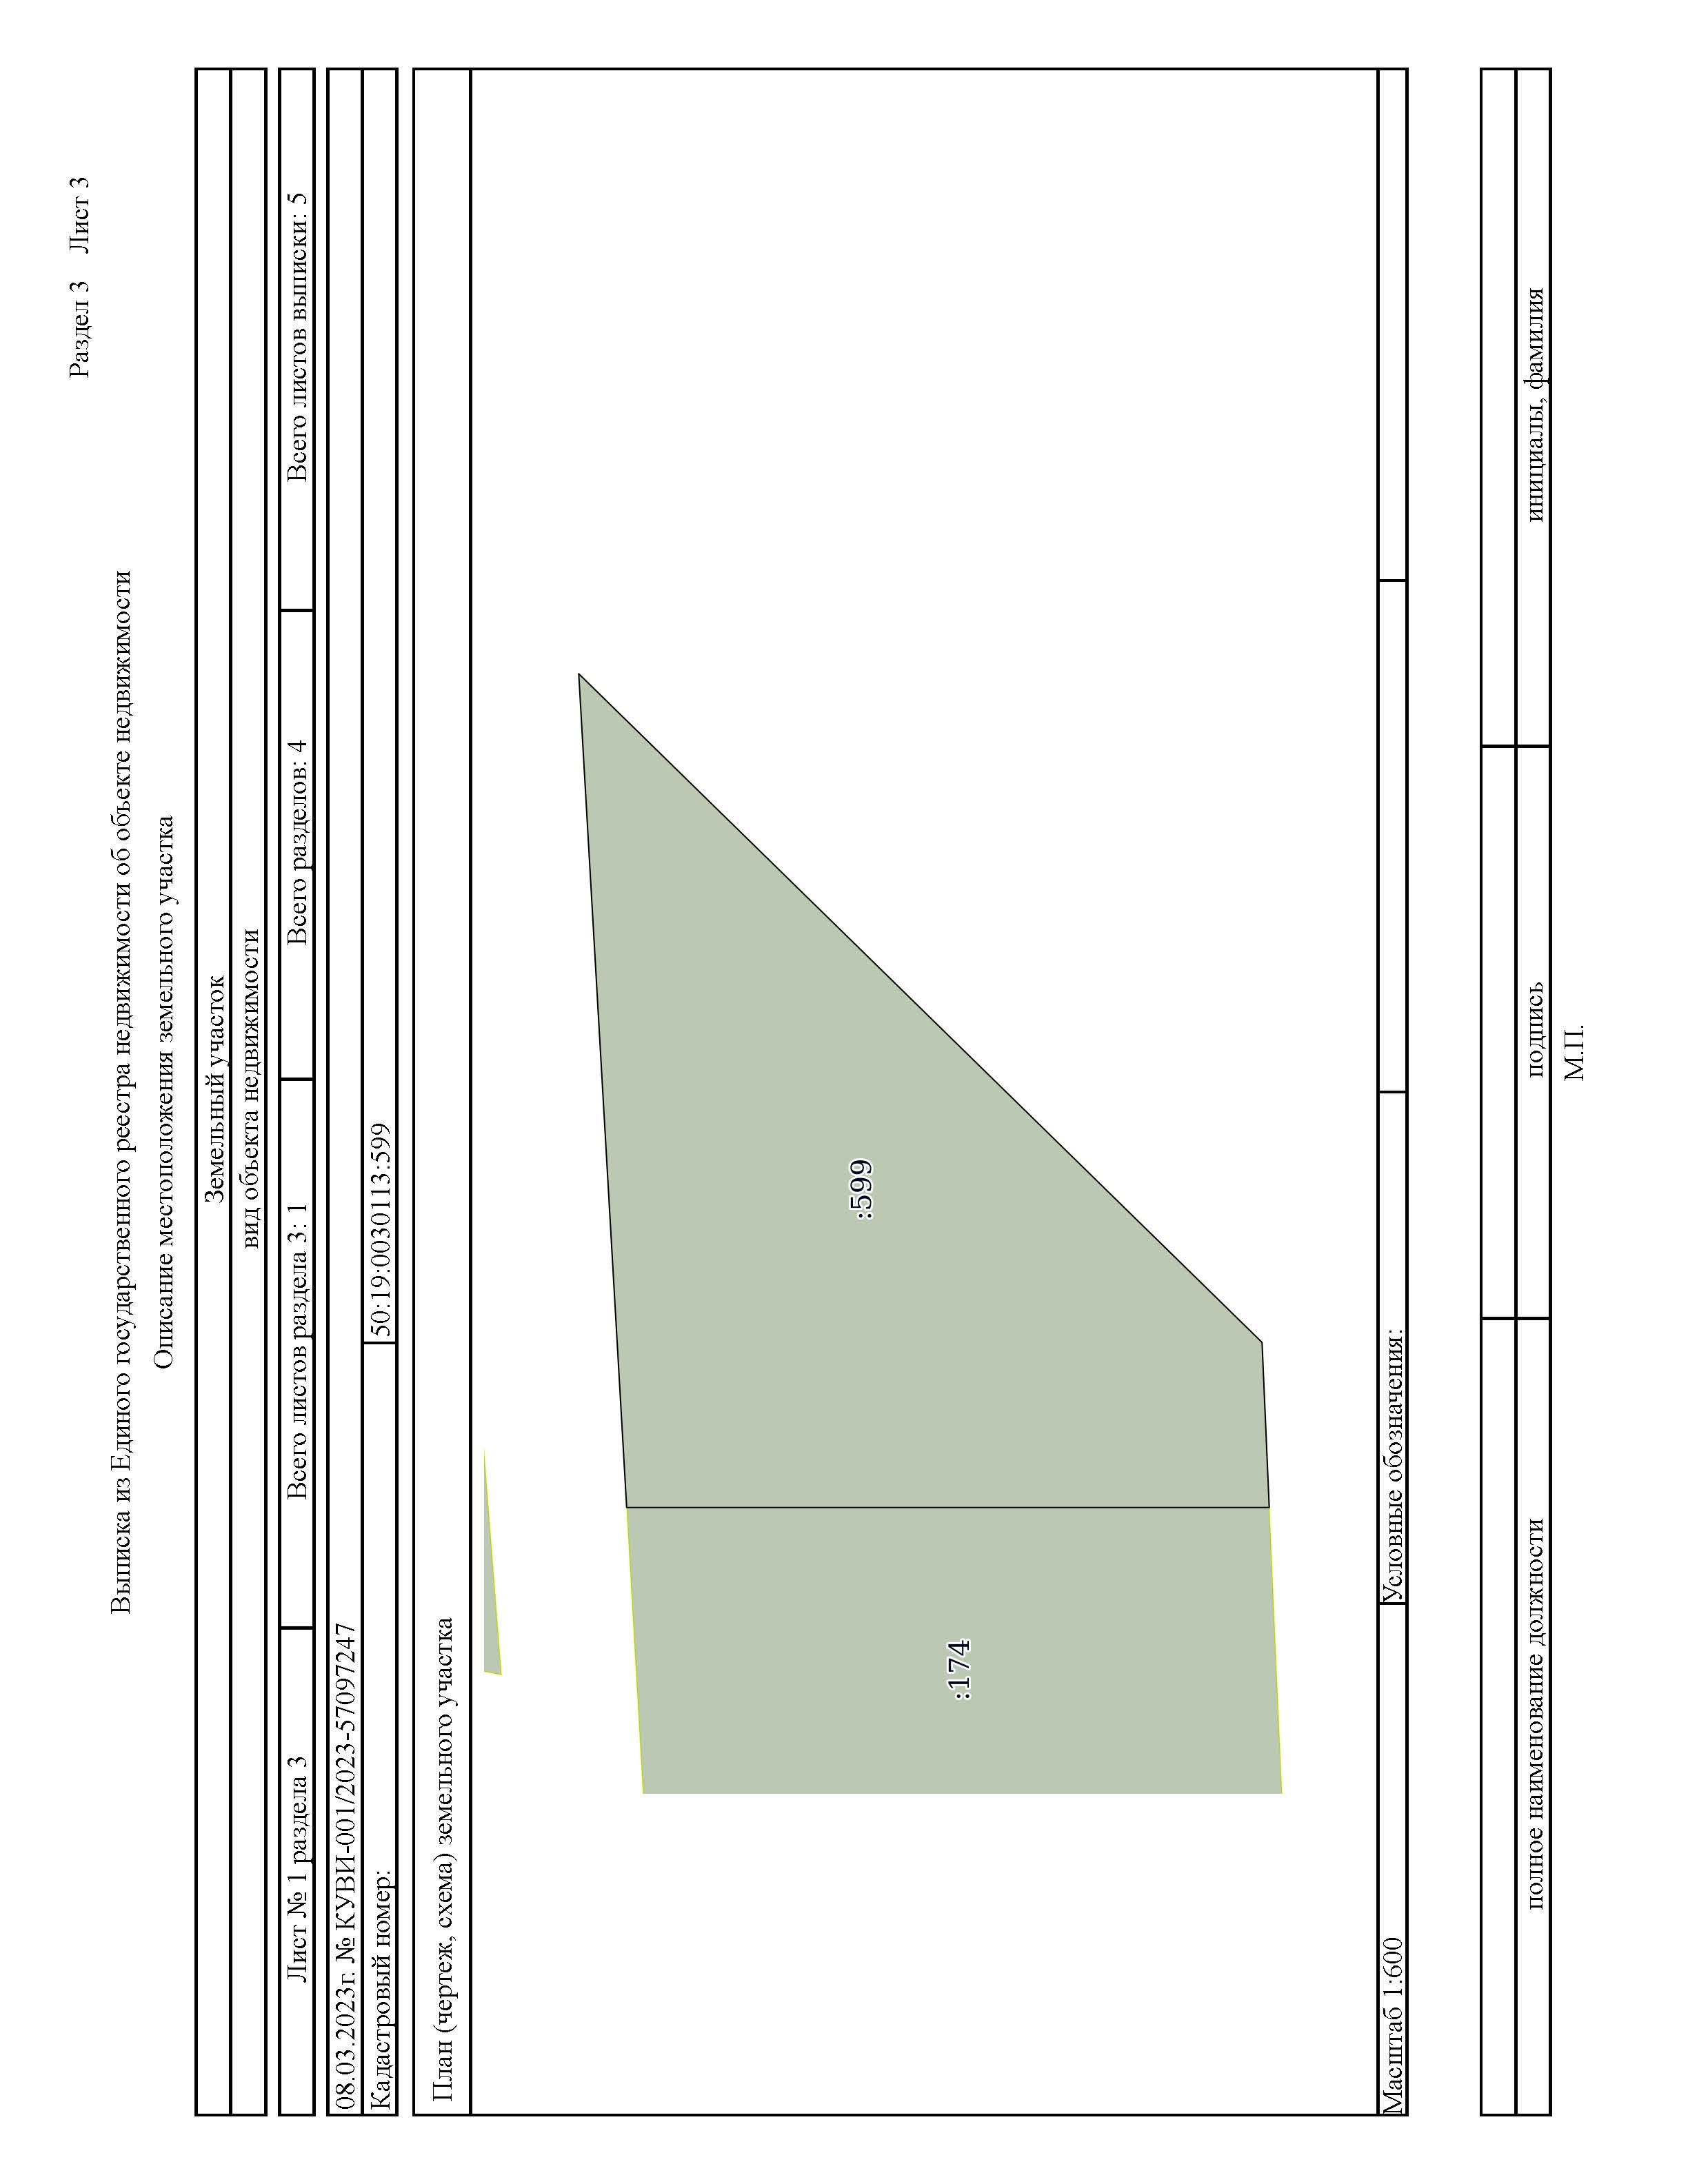 Раздел 3 Лист 3
Выписка из Единого государственного реестра недвижимости об объекте недвижимости
Описание местоположения земельного участка
Земельный участок
вид объекта недвижимости
Лист № 1 раздела 3 Всего листов раздела 3: 1 Всего разделов: 4 Всего листов выписки: 5
08.03.2023г. № КУВИ-001/2023-57097247
Кадастровый номер: 50:19:0030113:599
План (чертеж, схема) земельного участка
:599
:174
Масштаб 1:600 Условные обозначения:
полное наименование должности подпись инициалы, фамилия
М.П.